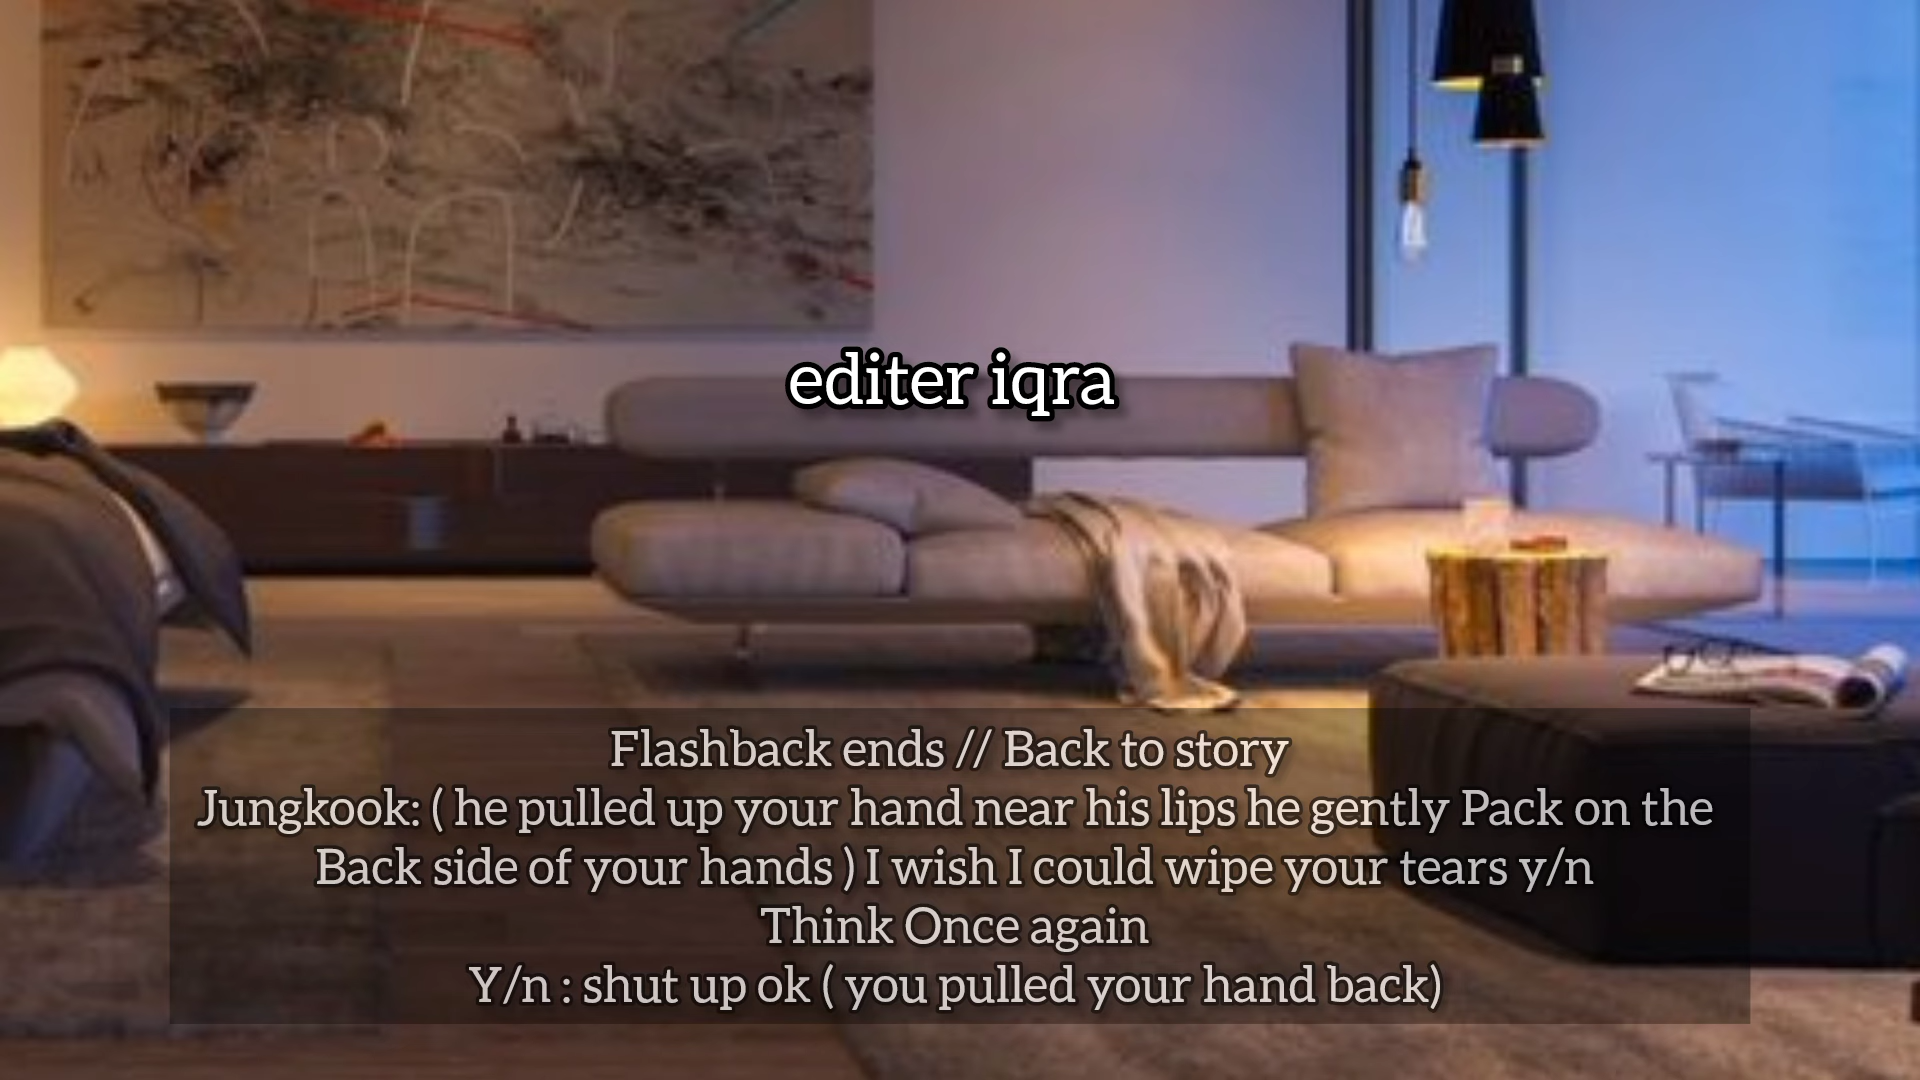 editer iqra
Flashback ends // Back to story
Jungkook: ( he pulled up your hand near his lips he gently Pack on the
Back side of your hands ) I wish I could wipe your tears y/n
Think Once again
Y/n : shut up ok ( you pulled your hand back)